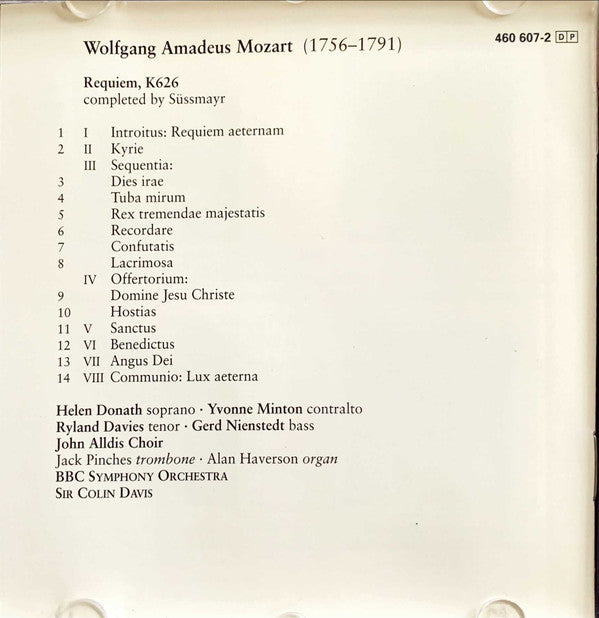 Wolfgang Amadeus Mozart (1756–1791)
460 607-2 DP
Requiem, K626
completed by Süssmayr
1 I Introitus: Requiem aeternam
2 II Kyrie
III Sequentia:
3 Dies irae
4 Tuba mirum
5 Rex tremendae majestatis
6 Recordare
7 Confutatis
8 Lacrimosa
IV Offertorium:
9 Domine Jesu Christe
10 Hostias
11 V Sanctus
12 VI Benedictus
13 VII Angus Dei
14 VIII Communio: Lux aeterna
Helen Donath soprano · Yvonne Minton contralto
Ryland Davies tenor · Gerd Nienstedt bass
John Alldis Choir
Jack Pinches trombone · Alan Haverson organ
BBC SYMPHONY ORCHESTRA
SIR COLIN DAVIS